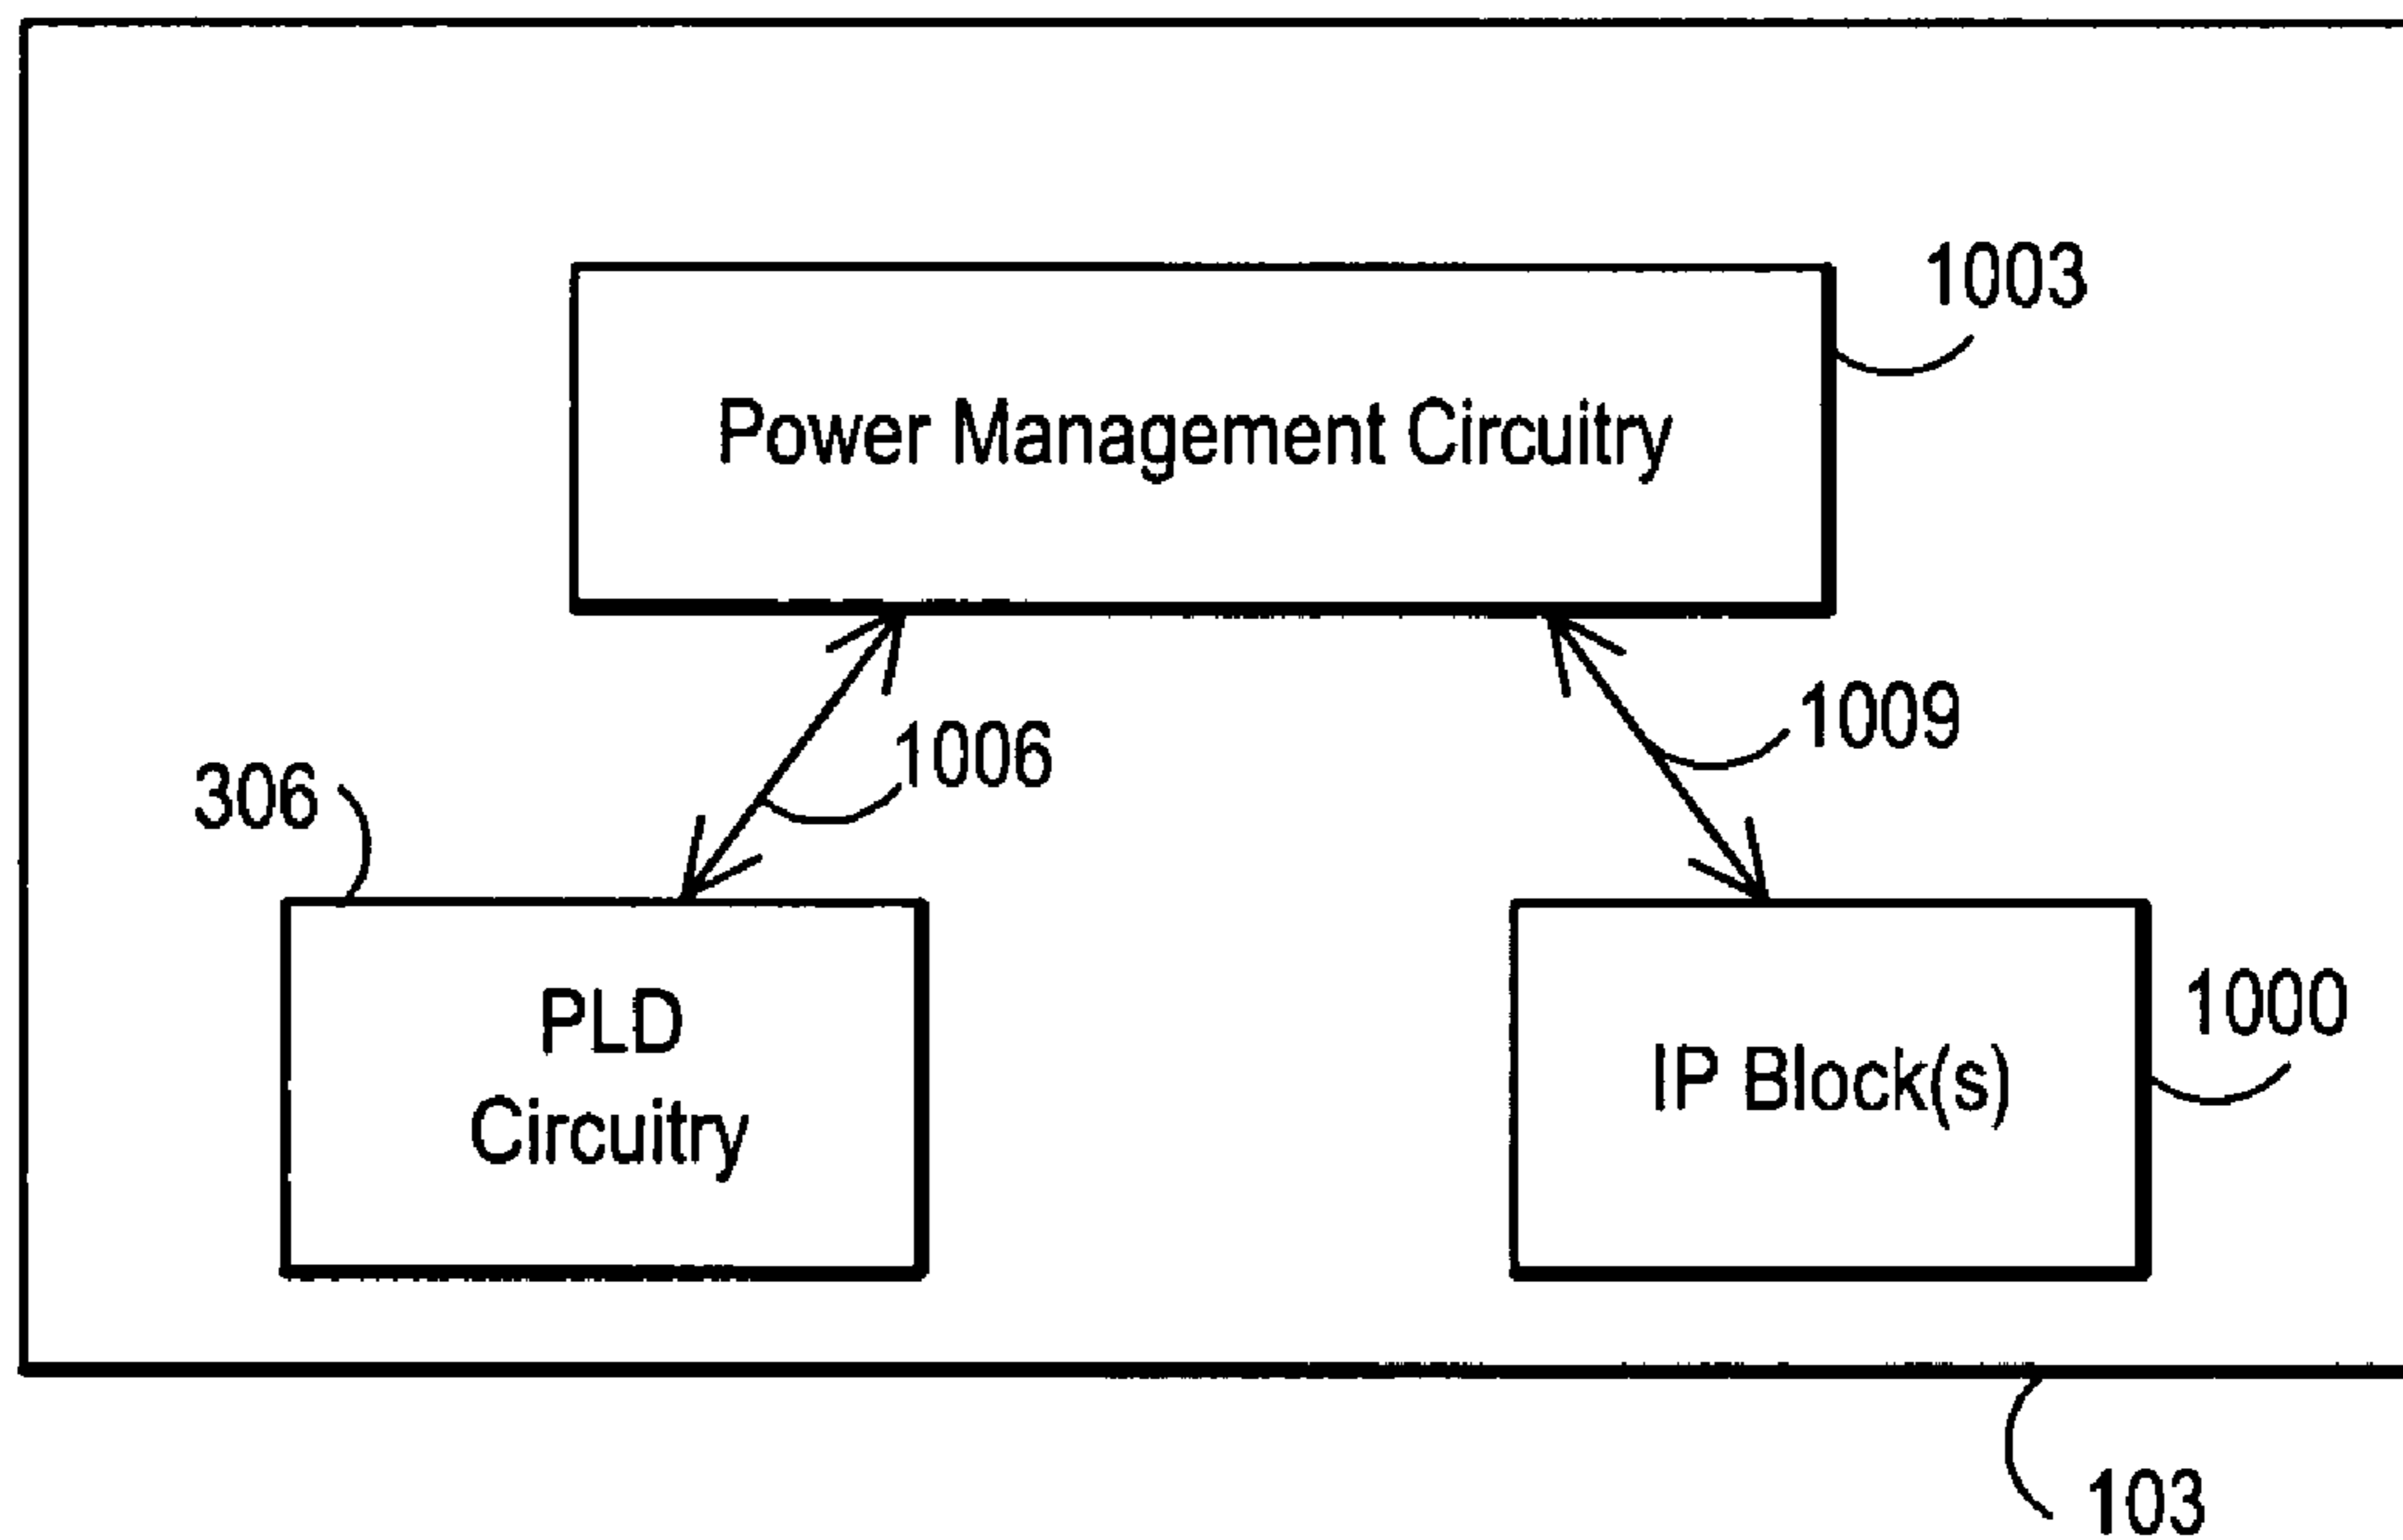 1003
Power Management Circuitry
1009
1006
306
PLD
Circuitry
1000
IP Block(s)
103